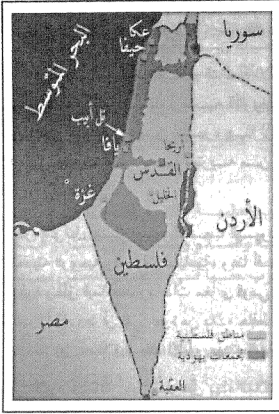 البحر المتوسط
سوريا
عكا
حيفا
تل أبيب
يافا
أريحا
القدس
غزة
الخليل
الأردن
فلسطين
مصر
مناطق فلسطينية
تجمعات يهودية
العقبة